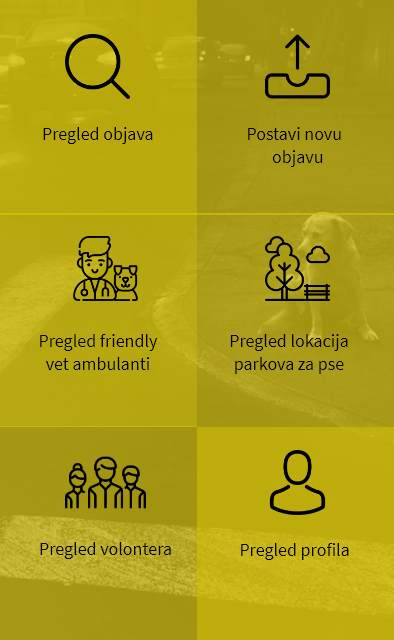 Pregled objava
Postavi novu
objavu
Pregled friendly
vet ambulanti
Pregled lokacija
parkova za pse
Pregled volontera
Pregled profila